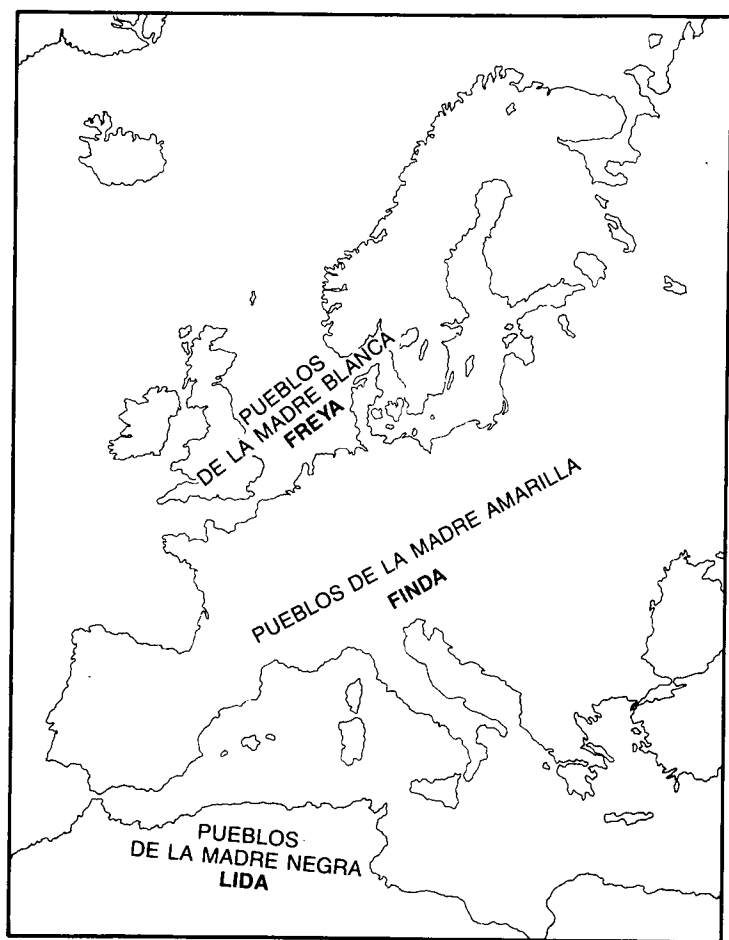 PUEBLOS
DE LA MADRE BLANCA
FREYA
PUEBLOS DE LA MADRE AMARILLA
FINDA
PUEBLOS
DE LA MADRE NEGRA
LIDA